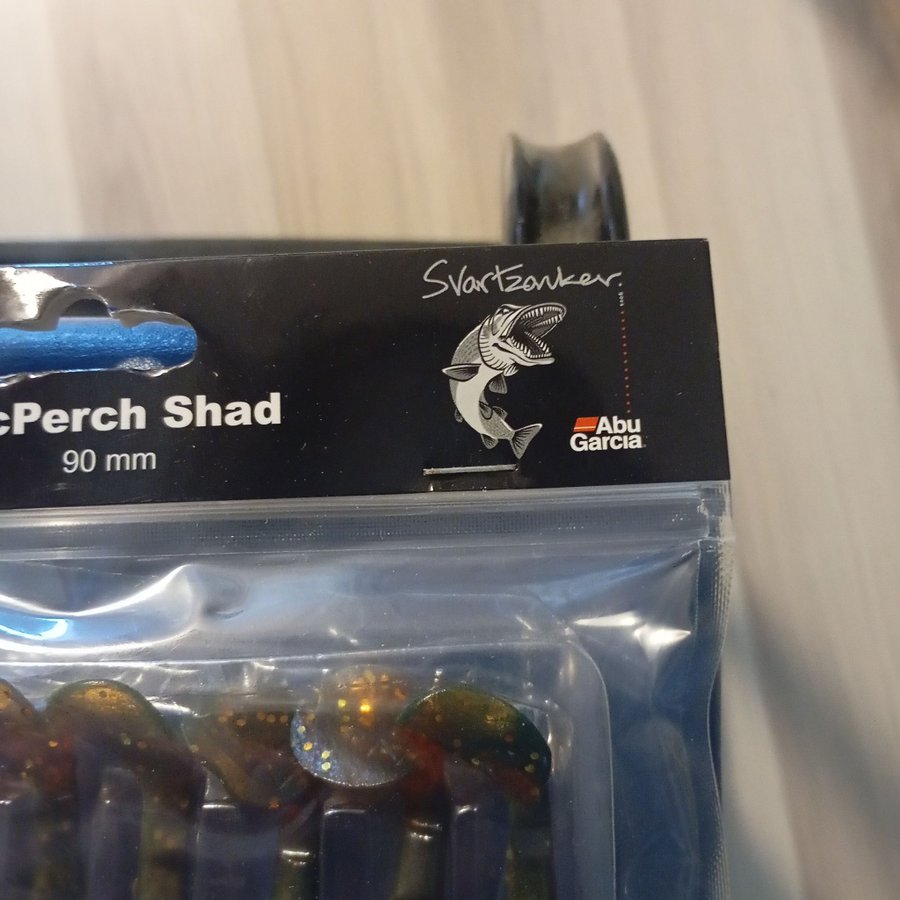 Svartzonker
cPerch Shad
90 mm
Abu
Garcia